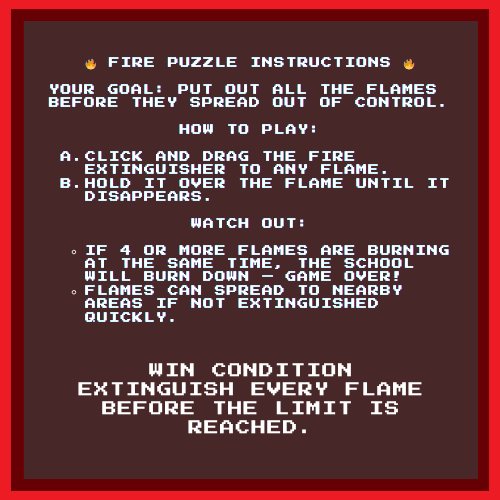 🔥 FIRE PUZZLE INSTRUCTIONS 🔥
YOUR GOAL: PUT OUT ALL THE FLAMES
BEFORE THEY SPREAD OUT OF CONTROL.
HOW TO PLAY:
A. CLICK AND DRAG THE FIRE
EXTINGUISHER TO ANY FLAME.
B. HOLD IT OVER THE FLAME UNTIL IT
DISAPPEARS.
WATCH OUT:
◦ IF 4 OR MORE FLAMES ARE BURNING
AT THE SAME TIME, THE SCHOOL
WILL BURN DOWN — GAME OVER!
◦ FLAMES CAN SPREAD TO NEARBY
AREAS IF NOT EXTINGUISHED
QUICKLY.
WIN CONDITION
EXTINGUISH EVERY FLAME
BEFORE THE LIMIT IS
REACHED.